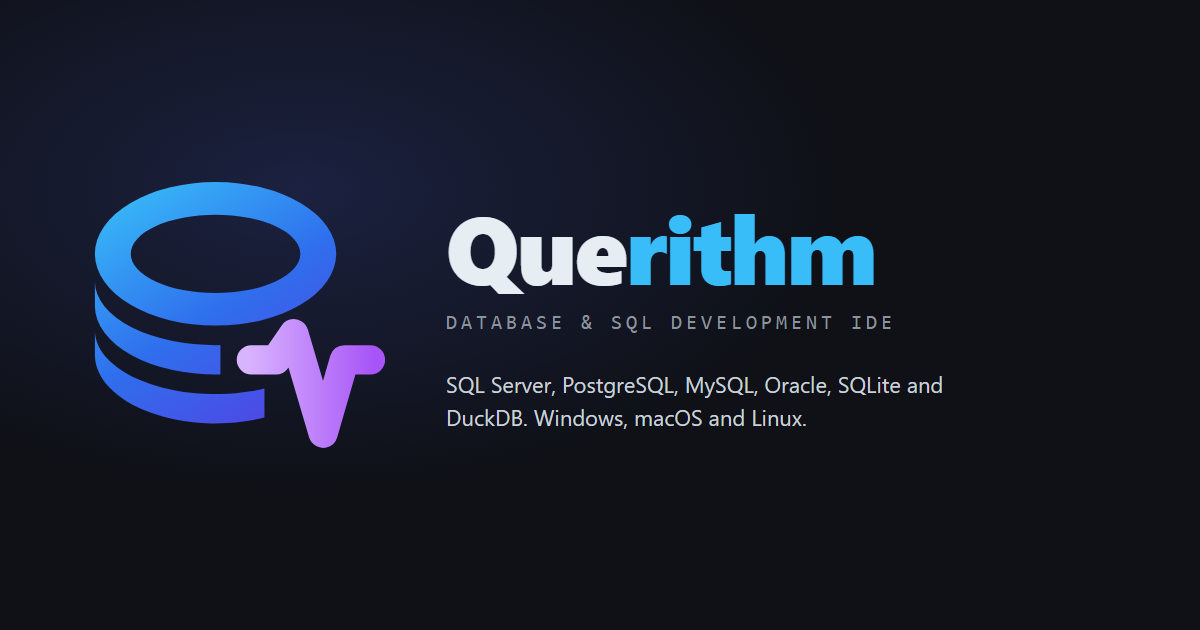 Querithm
DATABASE & SQL DEVELOPMENT IDE
SQL Server, PostgreSQL, MySQL, Oracle, SQLite and
DuckDB. Windows, macOS and Linux.